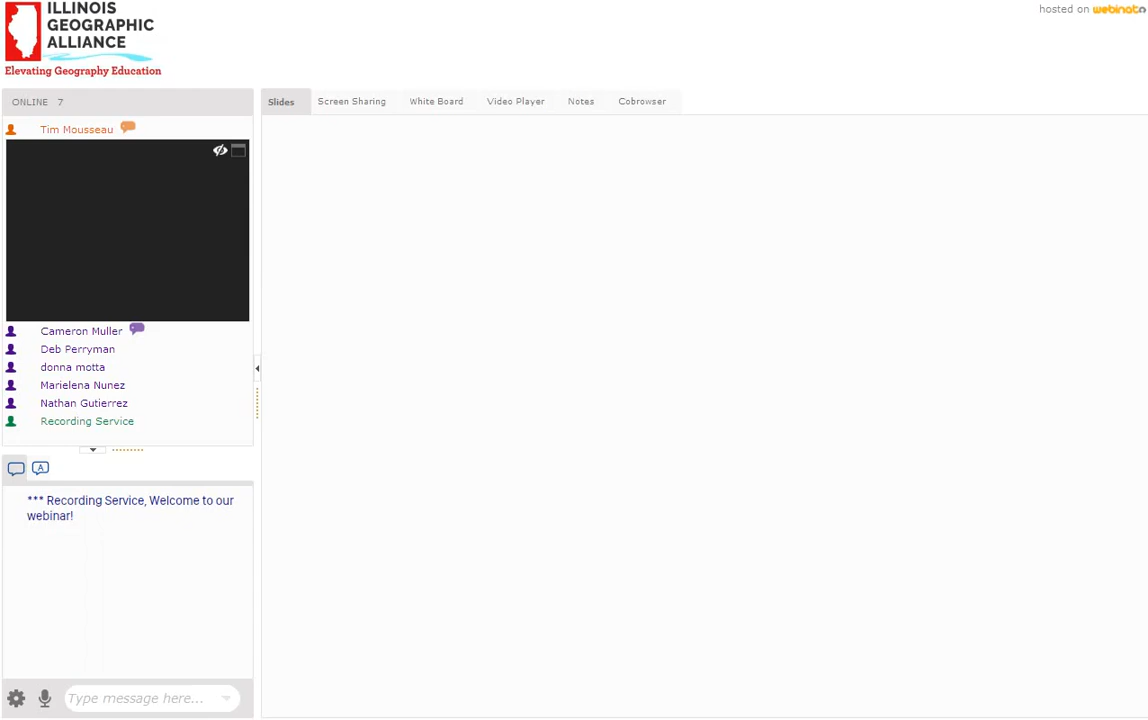 ILLINOIS
GEOGRAPHIC
ALLIANCE
Elevating Geography Education
hosted on webinato
ONLINE 7
Tim Mousseau
Cameron Muller
Deb Perryman
donna motta
Marielena Nunez
Nathan Gutierrez
Recording Service
A
*** Recording Service, Welcome to our
webinar!
Type message here...
Slides Screen Sharing White Board Video Player Notes Cobrowser